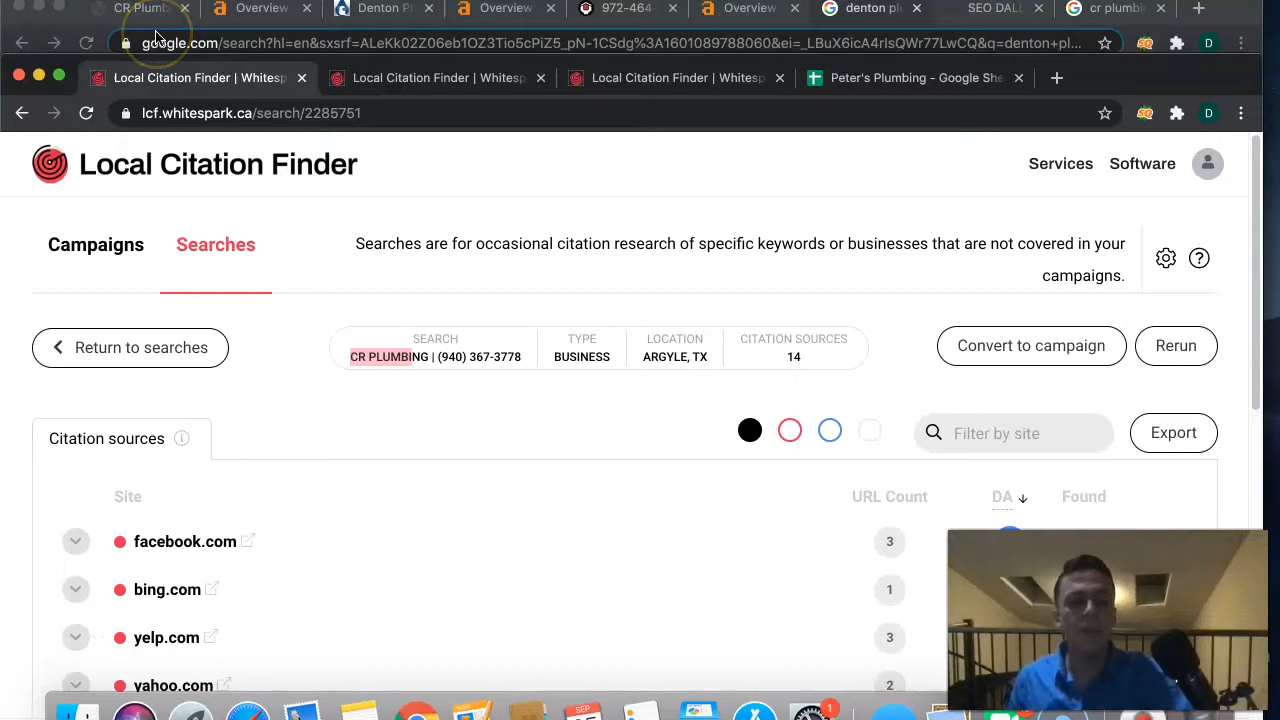 CR Plumb
Overview
Denton P
Overview
972-464-
Overview
denton pl
SEO DALL
cr plumbin
google.com/search?hl=en&sxsrf=ALeKk02Z06eb1OZ3Tio5cPiZ5_pN-1CSdg%3A1601089788060&ei=_LBuX6icA4rIsQWr77LwCQ&q=denton+pl...
D
Local Citation Finder | Whitesp
Local Citation Finder | Whitesp
Local Citation Finder | Whitesp
Peter's Plumbing - Google She
lcf.whitespark.ca/search/2285751
D
Local Citation Finder
Services
Software
Campaigns
Searches
Searches are for occasional citation research of specific keywords or businesses that are not covered in your
campaigns.
Return to searches
SEARCH
CR PLUMBING | (940) 367-3778
TYPE
BUSINESS
LOCATION
ARGYLE, TX
CITATION SOURCES
14
Convert to campaign
Rerun
Citation sources
Filter by site
Export
Site
URL Count
DA
Found
facebook.com
3
bing.com
1
yelp.com
3
yahoo.com
2
SEP
1